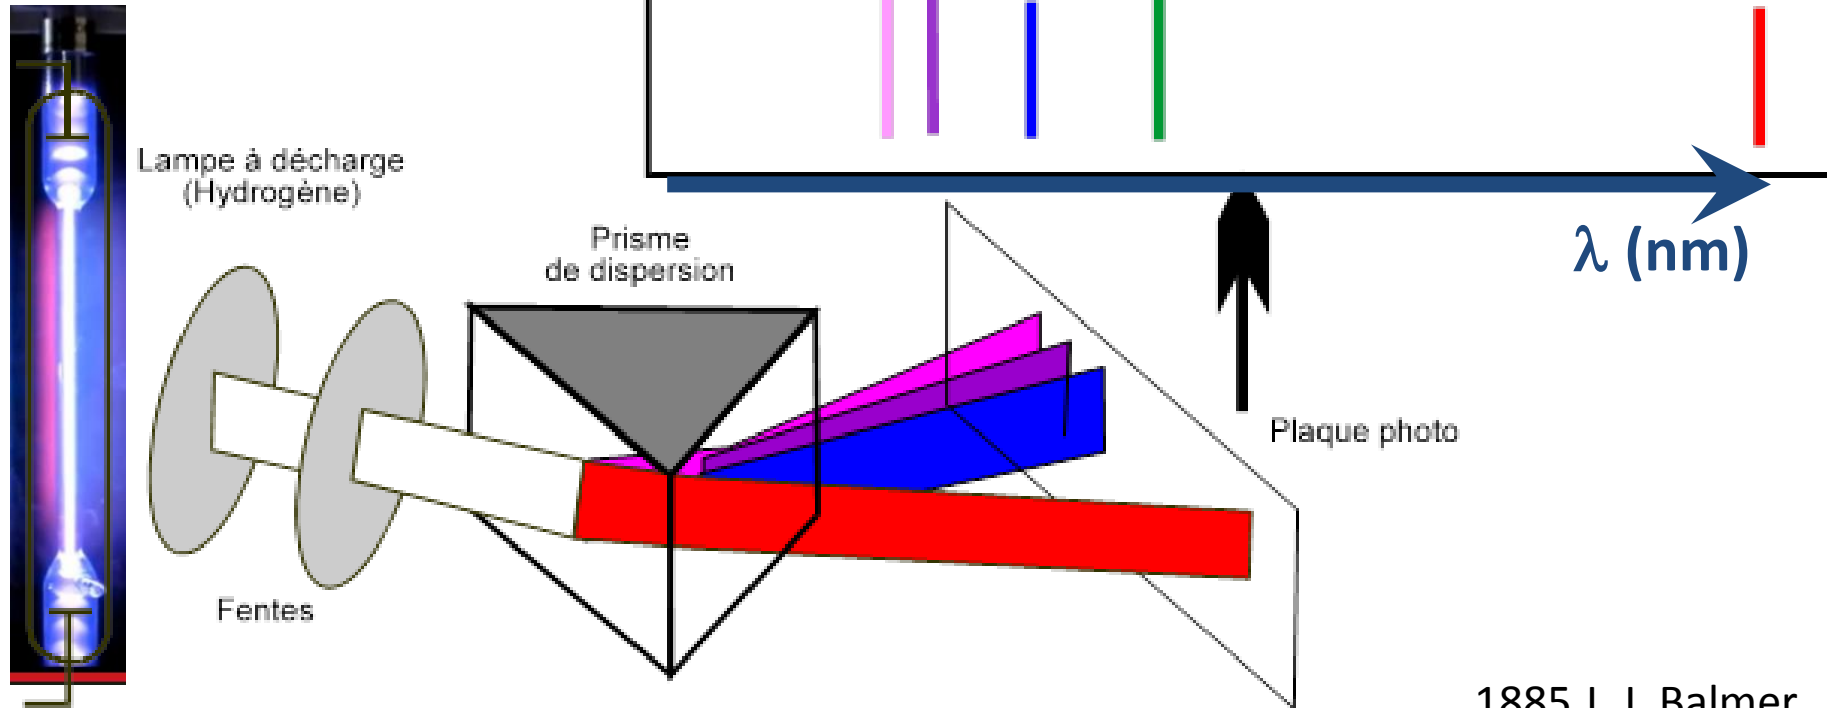 Lampe à décharge
(Hydrogène)
Prisme
de dispersion
λ (nm)
Plaque photo
Fentes
1885 J. J. Balmer